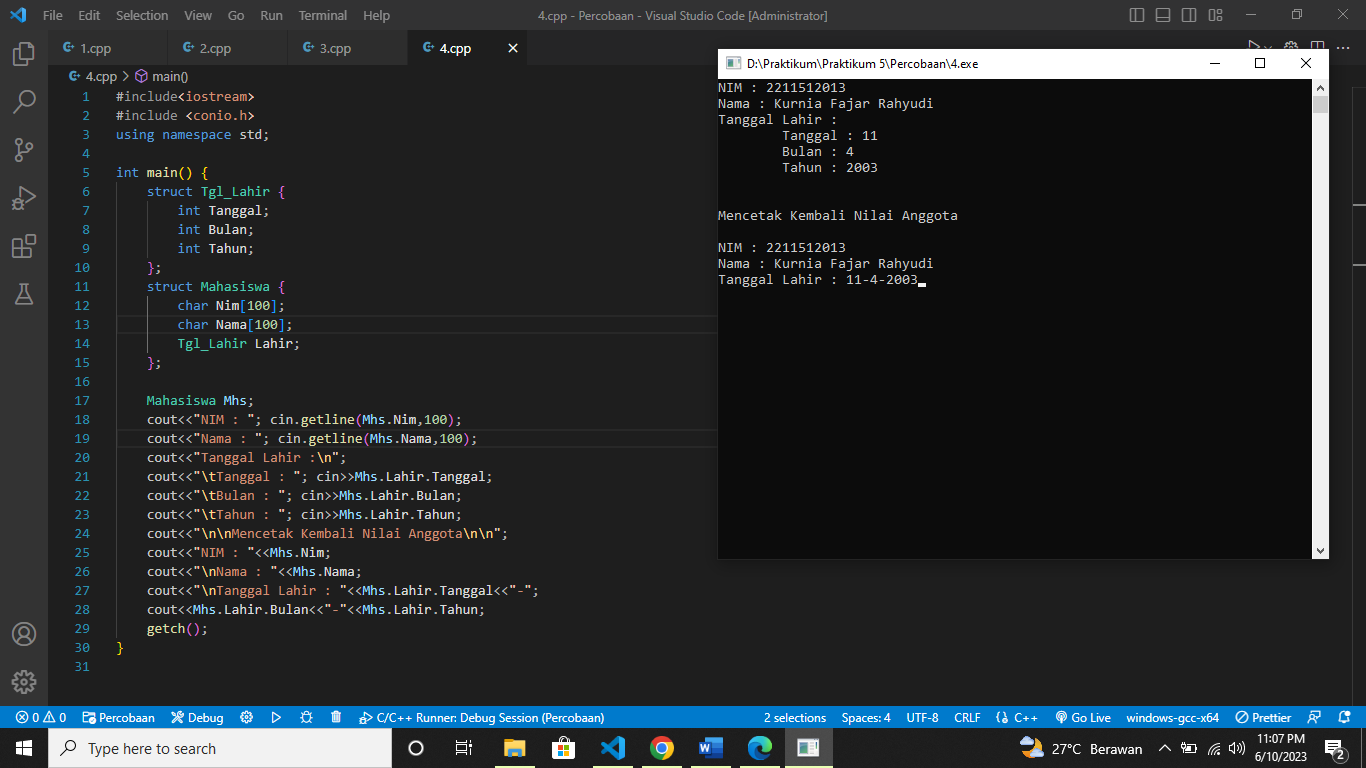 File Edit Selection View Go Run Terminal Help 4.cpp - Percobaan - Visual Studio Code [Administrator]
1.cpp 2.cpp 3.cpp 4.cpp
4.cpp > main()
1 #include<iostream>
2 #include <conio.h>
3 using namespace std;
4
5 int main() {
6 struct Tgl_Lahir {
7 int Tanggal;
8 int Bulan;
9 int Tahun;
10 };
11 struct Mahasiswa {
12 char Nim[100];
13 char Nama[100];
14 Tgl_Lahir Lahir;
15 };
16
17 Mahasiswa Mhs;
18 cout<<"NIM : "; cin.getline(Mhs.Nim,100);
19 cout<<"Nama : "; cin.getline(Mhs.Nama,100);
20 cout<<"Tanggal Lahir :\n";
21 cout<<"\tTanggal : "; cin>>Mhs.Lahir.Tanggal;
22 cout<<"\tBulan : "; cin>>Mhs.Lahir.Bulan;
23 cout<<"\tTahun : "; cin>>Mhs.Lahir.Tahun;
24 cout<<"\n\nMencetak Kembali Nilai Anggota\n\n";
25 cout<<"NIM : "<<Mhs.Nim;
26 cout<<"\nNama : "<<Mhs.Nama;
27 cout<<"\nTanggal Lahir : "<<Mhs.Lahir.Tanggal<<"-";
28 cout<<Mhs.Lahir.Bulan<<"-"<<Mhs.Lahir.Tahun;
29 getch();
30 }
31
D:\Praktikum\Praktikum 5\Percobaan\4.exe
NIM : 2211512013
Nama : Kurnia Fajar Rahyudi
Tanggal Lahir :
Tanggal : 11
Bulan : 4
Tahun : 2003
Mencetak Kembali Nilai Anggota
NIM : 2211512013
Nama : Kurnia Fajar Rahyudi
Tanggal Lahir : 11-4-2003
0 0 Percobaan Debug C/C++ Runner: Debug Session (Percobaan) 2 selections Spaces: 4 UTF-8 CRLF {} C++ Go Live windows-gcc-x64 Prettier
Type here to search 27°C Berawan 11:07 PM
6/10/2023 2